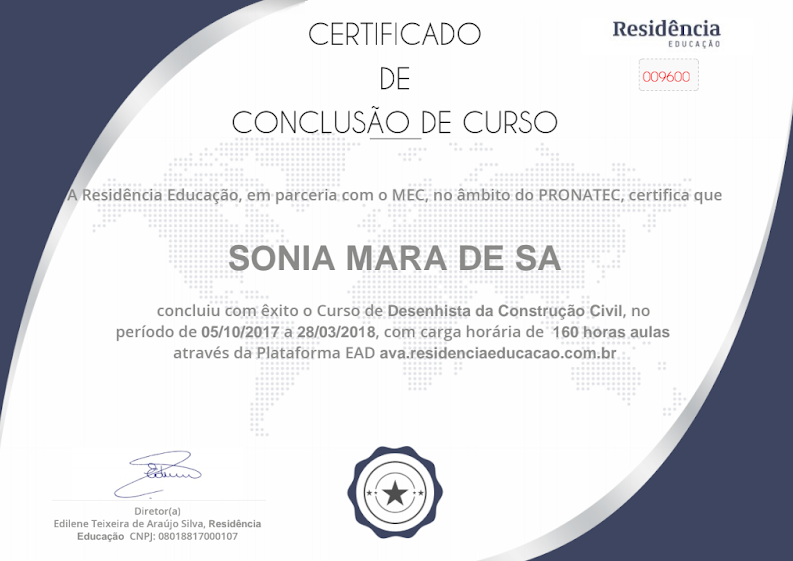 CERTIFICADO
DE
CONCLUSÃO DE CURSO
Residência
EDUCAÇÃO
009600
A Residência Educação, em parceria com o MEC, no âmbito do PRONATEC, certifica que
SONIA MARA DE SA
concluiu com êxito o Curso de Desenhista da Construção Civil, no
período de 05/10/2017 a 28/03/2018, com carga horária de 160 horas aulas
através da Plataforma EAD ava.residenciaeducacao.com.br
Diretor(a)
Edilene Teixeira de Araújo Silva, Residência
Educação CNPJ: 08018817000107